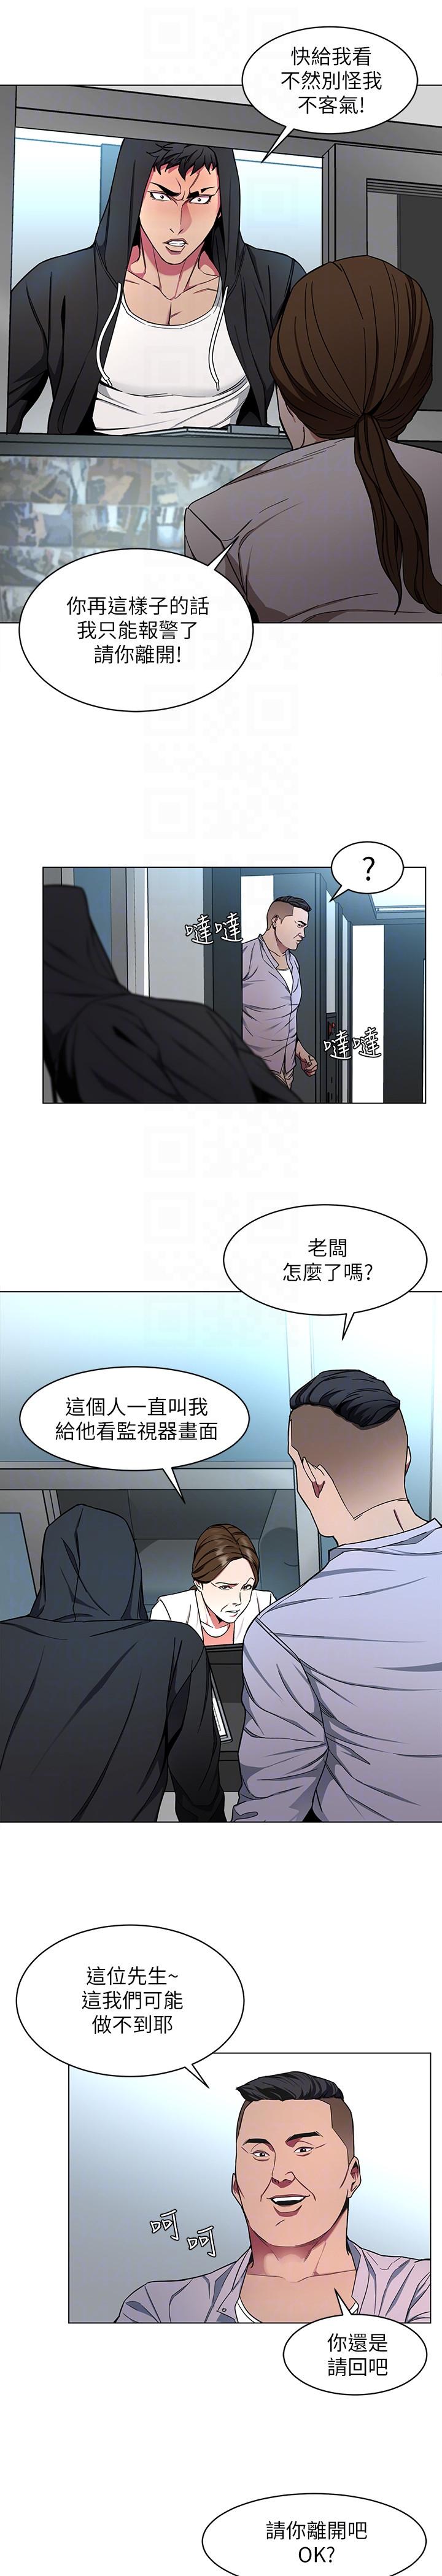 快給我看
不然別怪我
不客氣!
你再這樣子的話
我只能報警了
請你離開!
?
噠噠
噠噠
老闆
怎麼了嗎?
這個人一直叫我
給他看監視器畫面
這位先生~
這我們可能
做不到耶
呵呵
你還是
請回吧
請你離開吧
OK?